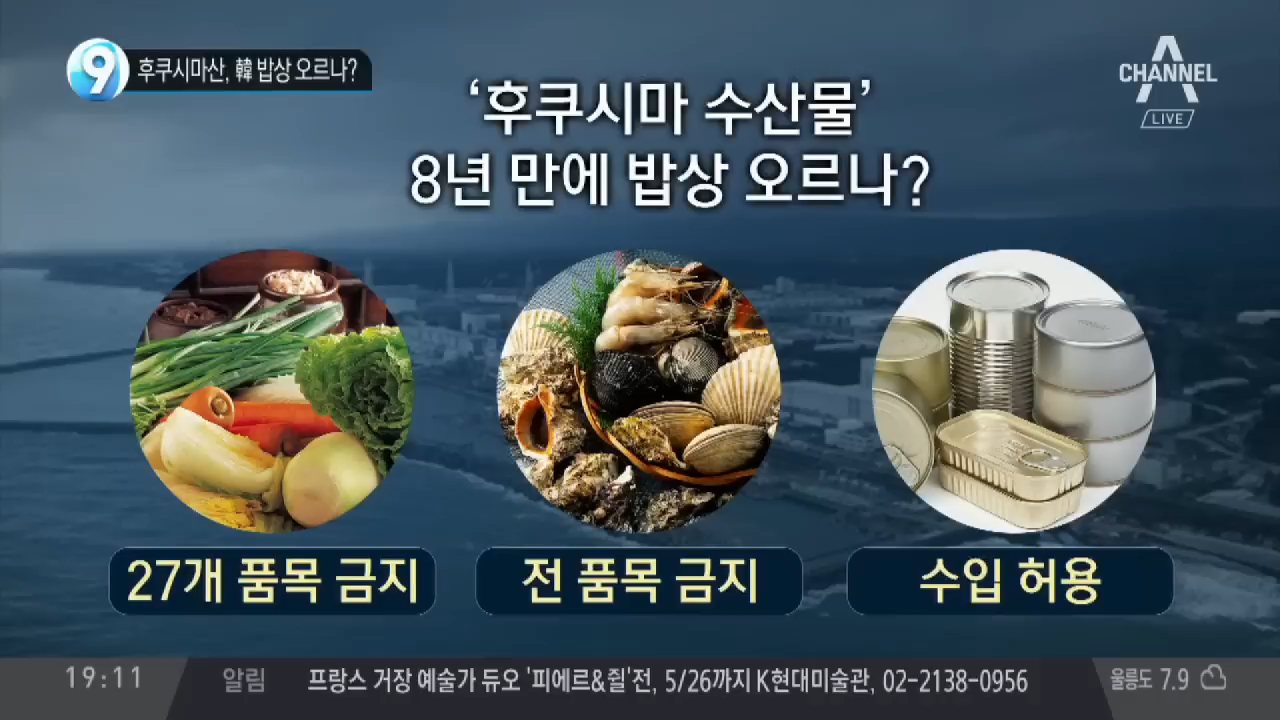 9 후쿠시마산, 韓 밥상 오르나?
CHANNEL A
LIVE
‘후쿠시마 수산물’
8년 만에 밥상 오르나?
27개 품목 금지
전 품목 금지
수입 허용
19:11
알림 프랑스 거장 예술가 듀오 '피에르&쥘'전, 5/26까지 K현대미술관, 02-2138-0956
울릉도 7.9